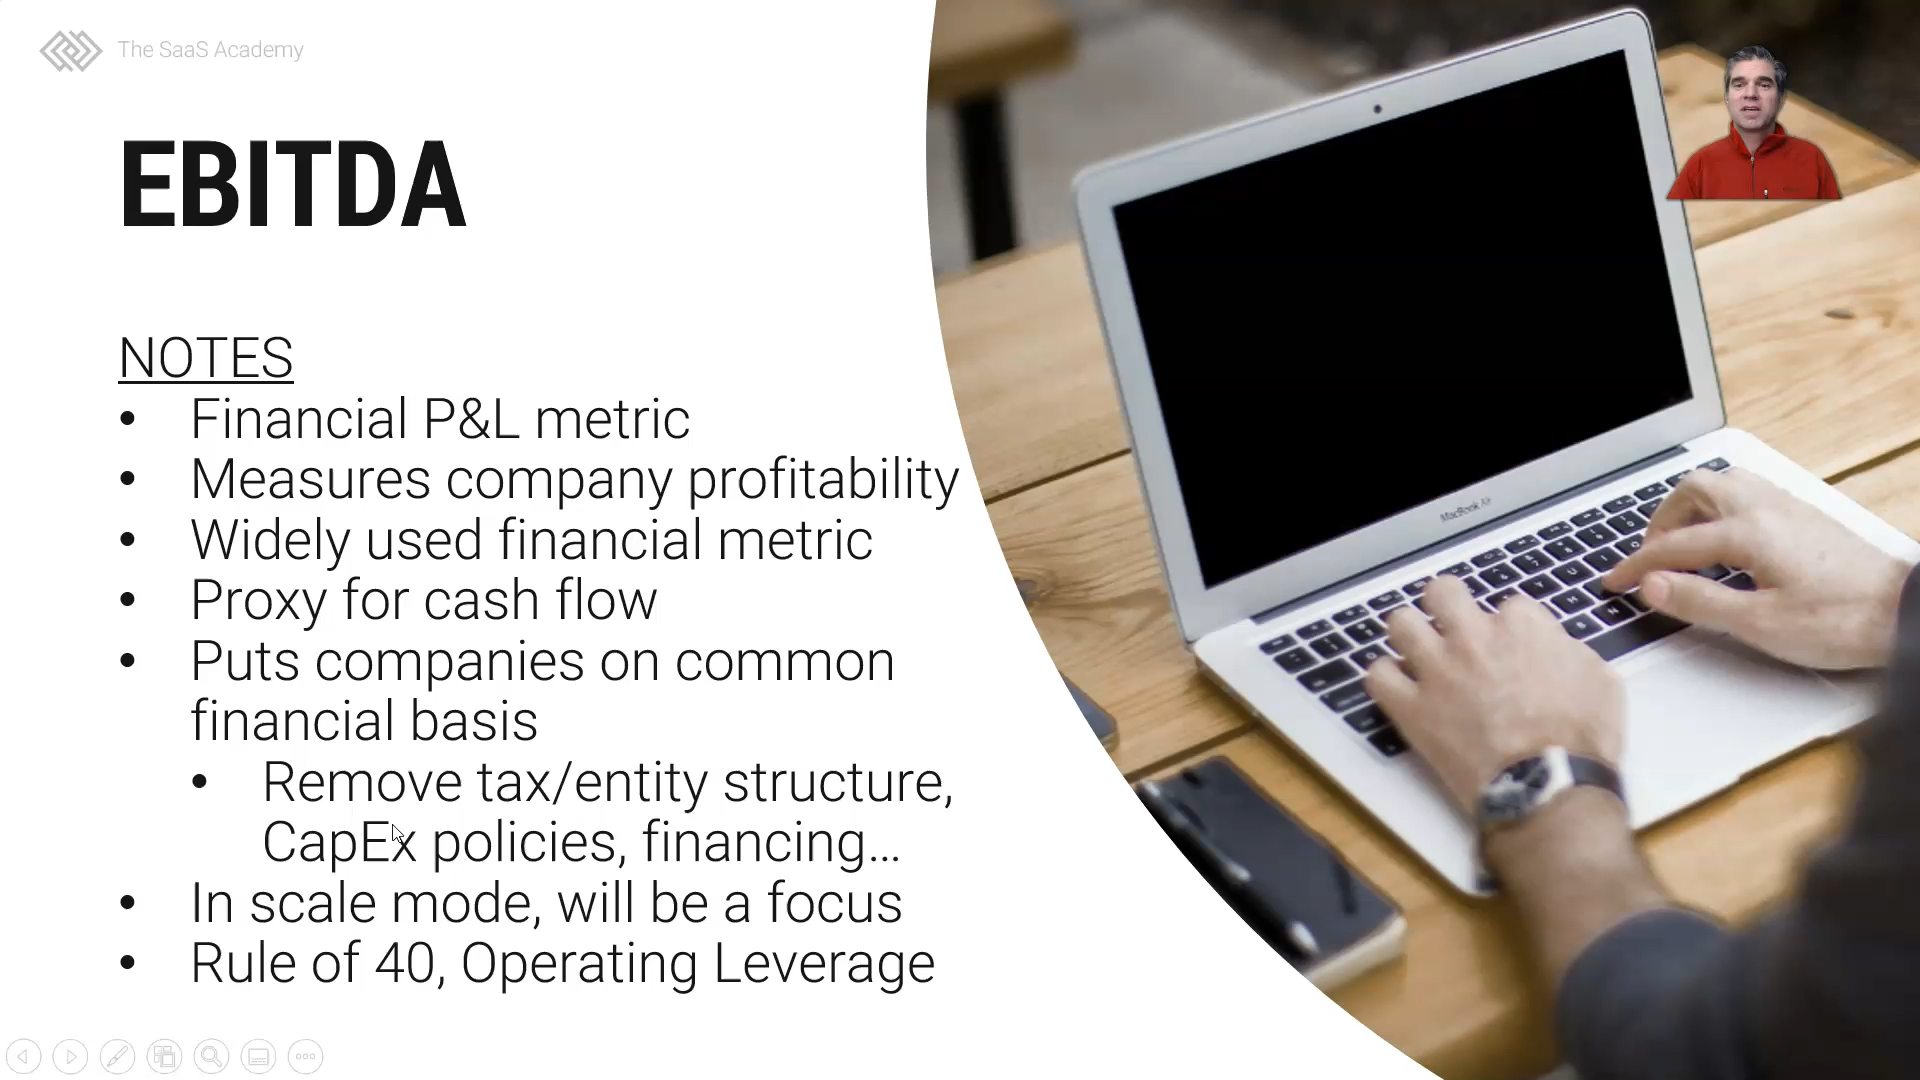 The SaaS Academy
EBITDA
NOTES
• Financial P&L metric
• Measures company profitability
• Widely used financial metric
• Proxy for cash flow
• Puts companies on common
financial basis
• Remove tax/entity structure,
CapEx policies, financing...
• In scale mode, will be a focus
• Rule of 40, Operating Leverage
MacBook Air